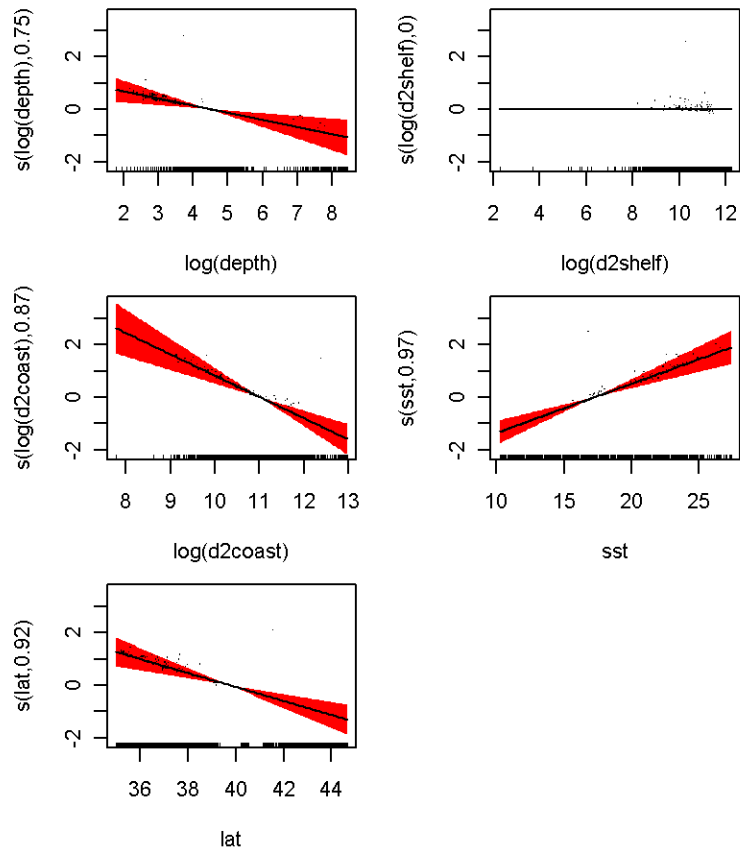 s(log(depth),0.75)
2
0
-2
2 3 4 5 6 7 8
log(depth)
s(log(d2shelf),0)
2
0
-2
2 4 6 8 10 12
log(d2shelf)
s(log(d2coast),0.87)
2
0
-2
8 9 10 11 12 13
log(d2coast)
s(sst,0.97)
2
0
-2
10 15 20 25
sst
s(lat,0.92)
2
0
-2
36 38 40 42 44
lat